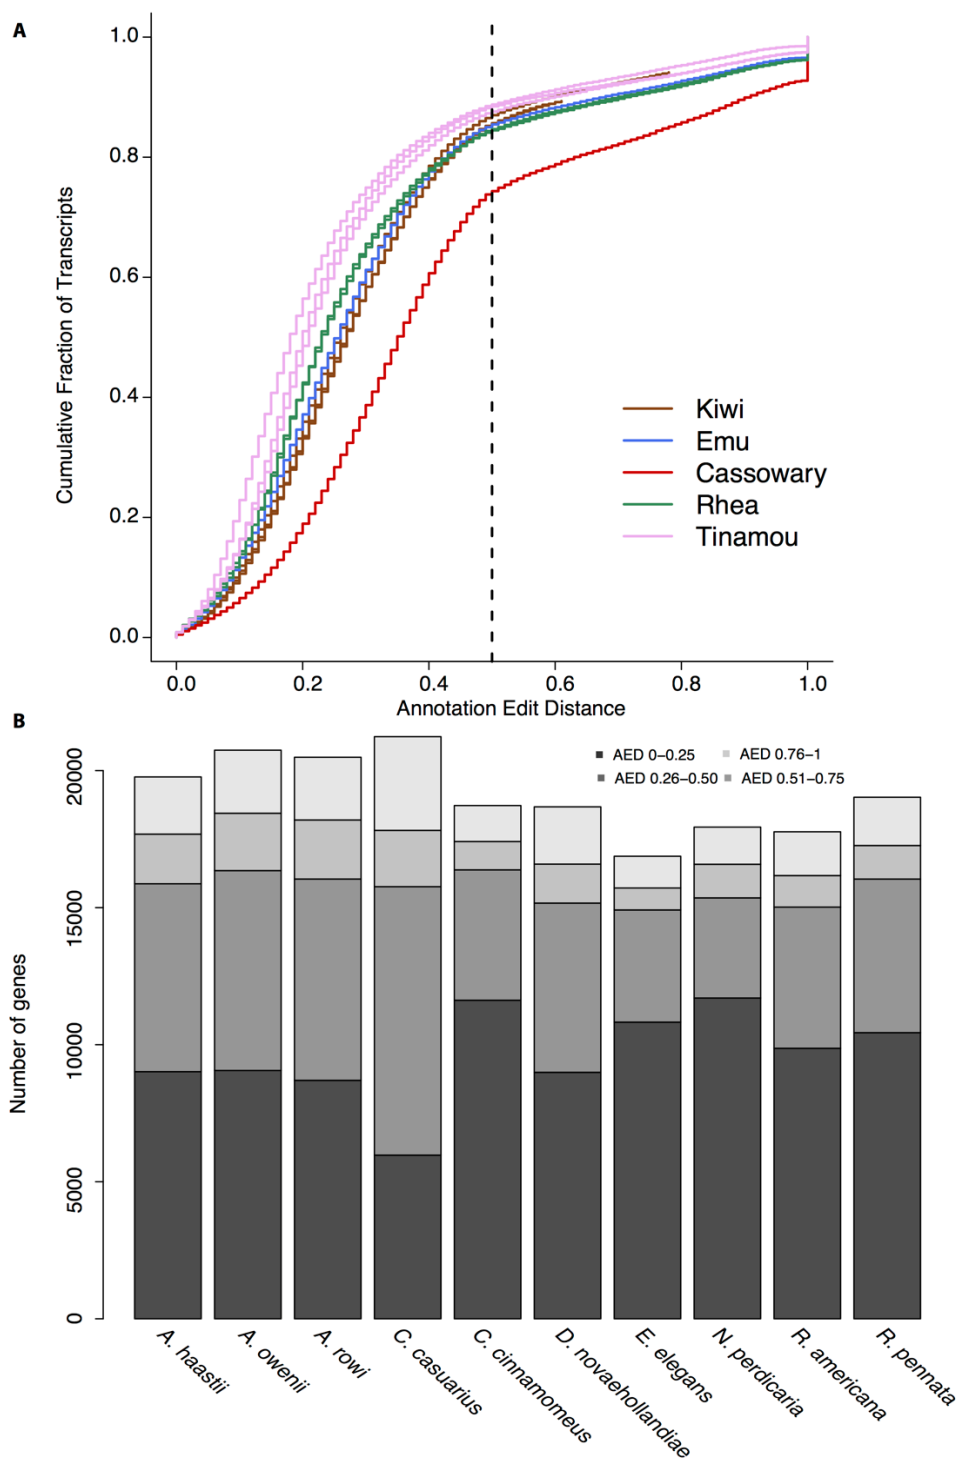 A
Cumulative Fraction of Transcripts
1.0
0.8
0.6
0.4
0.2
0.0
Kiwi
Emu
Cassowary
Rhea
Tinamou
0.0 0.2 0.4 0.6 0.8 1.0
Annotation Edit Distance
B
AED 0-0.25 AED 0.76-1
AED 0.26-0.50 AED 0.51-0.75
Number of genes
20000
15000
10000
5000
0
A. haastii
A. owenii
A. rowi
C. casuarius
C. cinnamomeus
D. novaehollandiae
E. elegans
N. perdicaria
R. americana
R. pennata